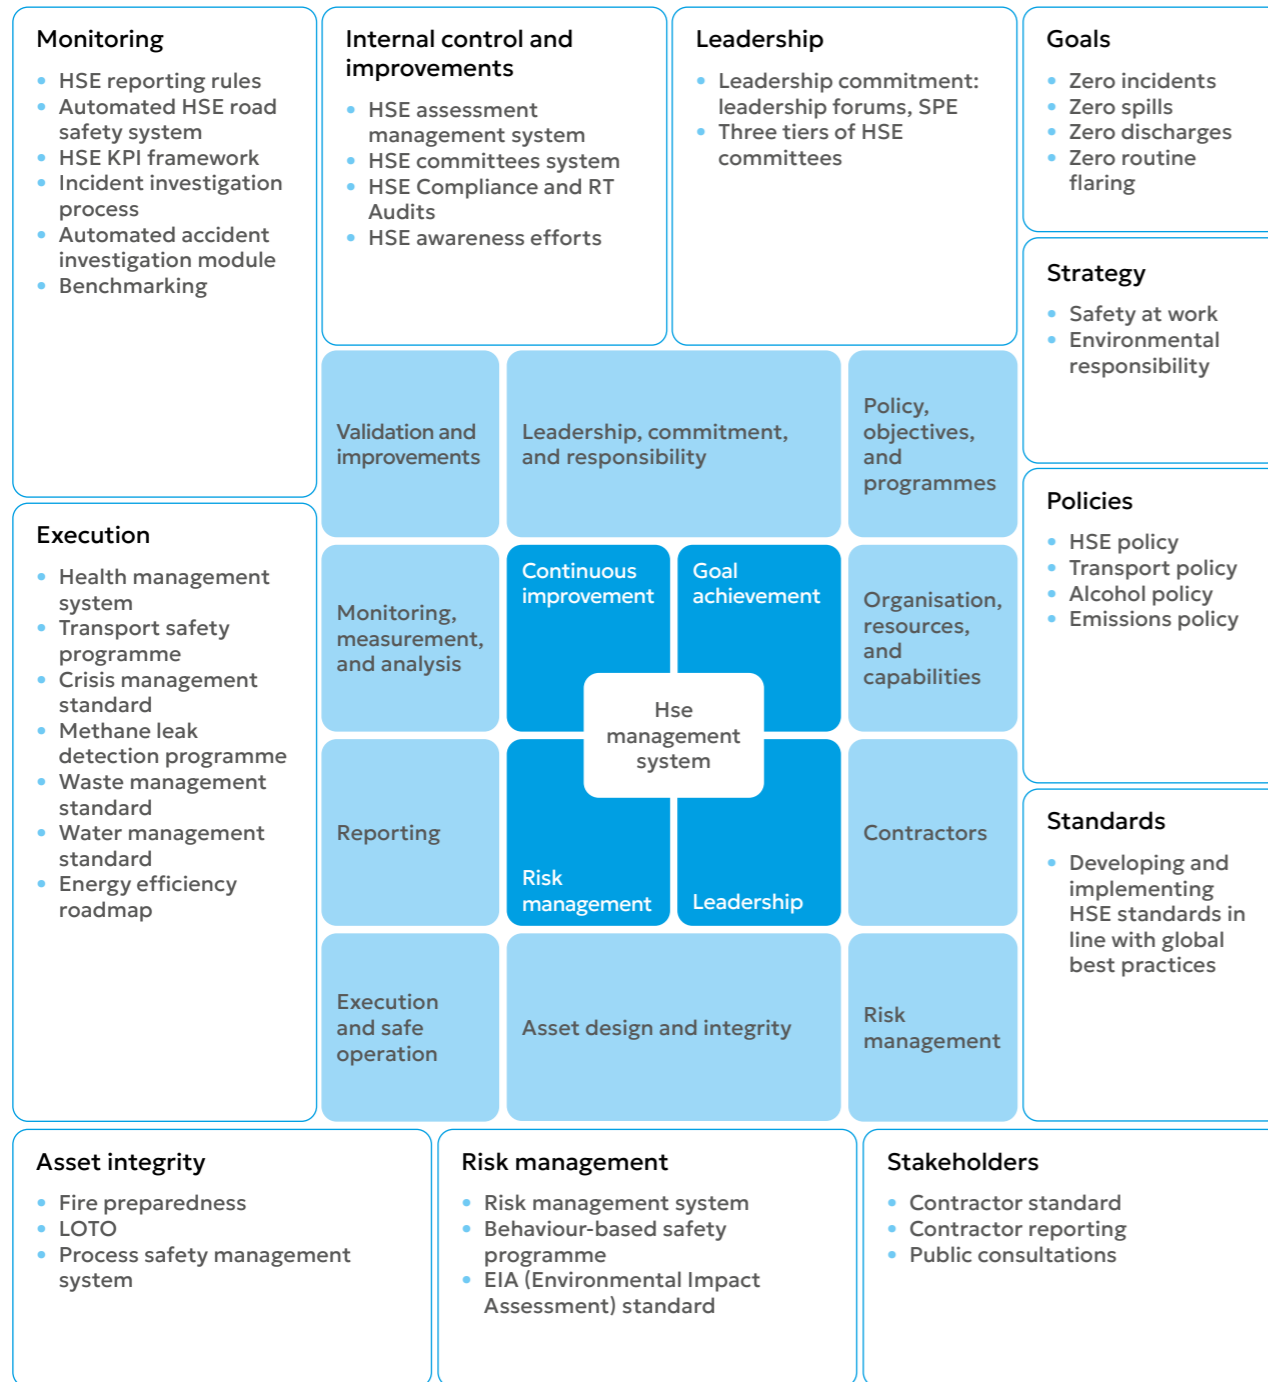 Monitoring
HSE reporting rules
Automated HSE road
safety system
HSE KPI framework
Incident investigation
process
Automated accident
investigation module
Benchmarking
Internal control and
improvements
HSE assessment
management system
HSE committees system
HSE Compliance and RT
Audits
HSE awareness efforts
Leadership
Leadership commitment:
leadership forums, SPE
Three tiers of HSE
committees
Goals
Zero incidents
Zero spills
Zero discharges
Zero routine
flaring
Strategy
Safety at work
Environmental
responsibility
Validation and
improvements
Leadership, commitment,
and responsibility
Policy,
objectives,
and
programmes
Policies
HSE policy
Transport policy
Alcohol policy
Emissions policy
Execution
Health management
system
Transport safety
programme
Crisis management
standard
Methane leak
detection programme
Waste management
standard
Water management
standard
Energy efficiency
roadmap
Monitoring,
measurement,
and analysis
Continuous
improvement
Goal
achievement
Organisation,
resources,
and
capabilities
Hse
management
system
Reporting
Risk
management
Leadership
Contractors
Standards
Developing and
implementing
HSE standards in
line with global
best practices
Execution
and safe
operation
Asset design and integrity
Risk
management
Asset integrity
Fire preparedness
LOTO
Process safety management
system
Risk management
Risk management system
Behaviour-based safety
programme
EIA (Environmental Impact
Assessment) standard
Stakeholders
Contractor standard
Contractor reporting
Public consultations